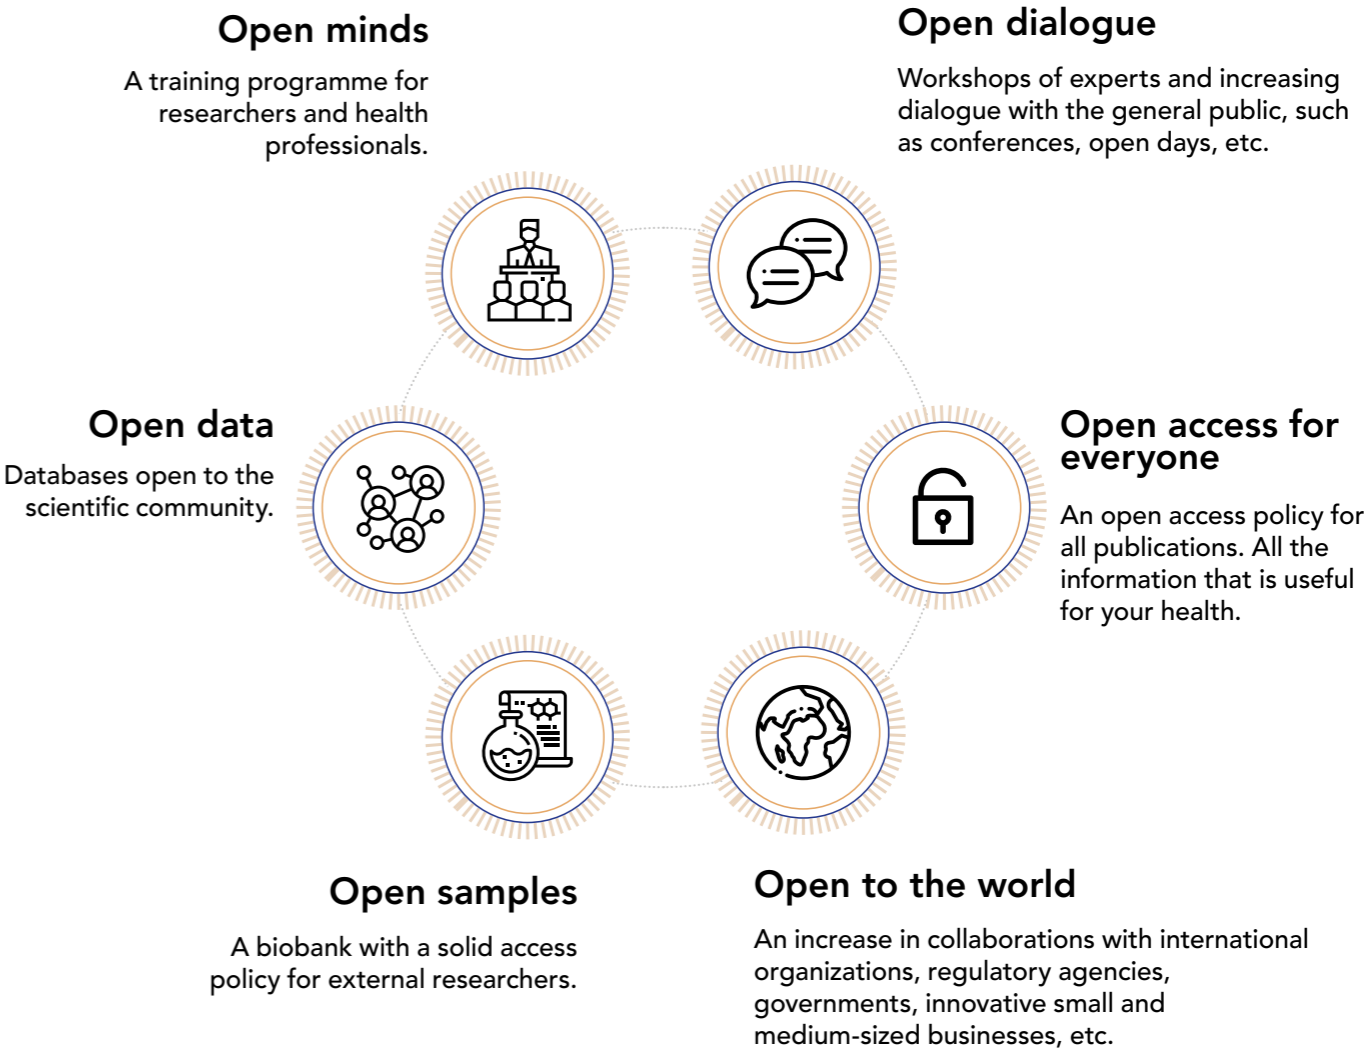 Open minds
A training programme for
researchers and health
professionals.
Open dialogue
Workshops of experts and increasing
dialogue with the general public, such
as conferences, open days, etc.
Open data
Databases open to the
scientific community.
Open access for
everyone
An open access policy for
all publications. All the
information that is useful
for your health.
Open samples
A biobank with a solid access
policy for external researchers.
Open to the world
An increase in collaborations with international
organizations, regulatory agencies,
governments, innovative small and
medium-sized businesses, etc.